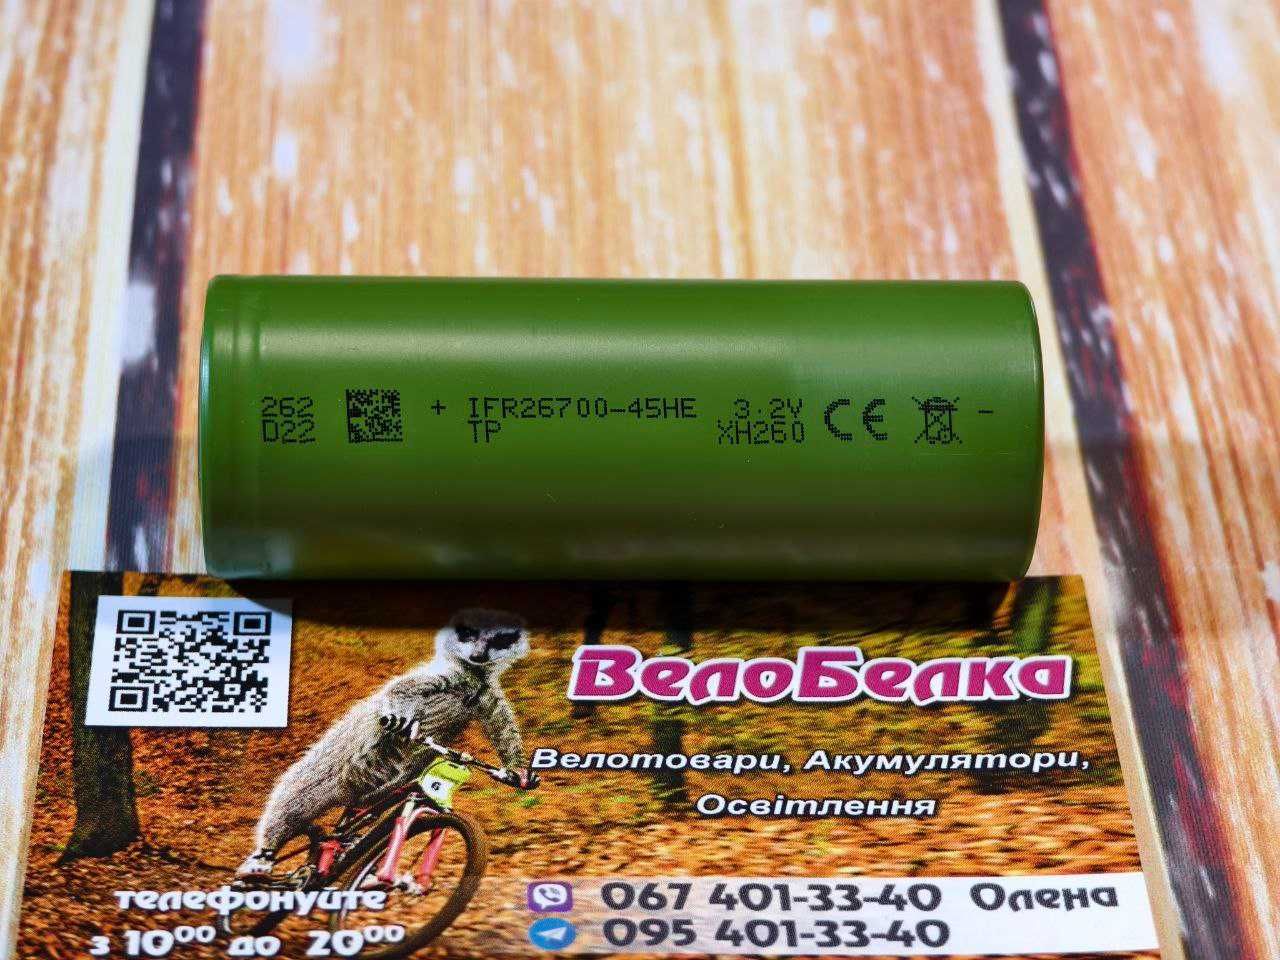 262 + IFR26700-45HE 3.2V CE -
D22 TP XH260
ВелоБелка
Велотовари, Акумулятори,
Освітлення
6
телефонуйте
з 10⁰⁰ до 20⁰⁰
067 401-33-40 Олена
095 401-33-40